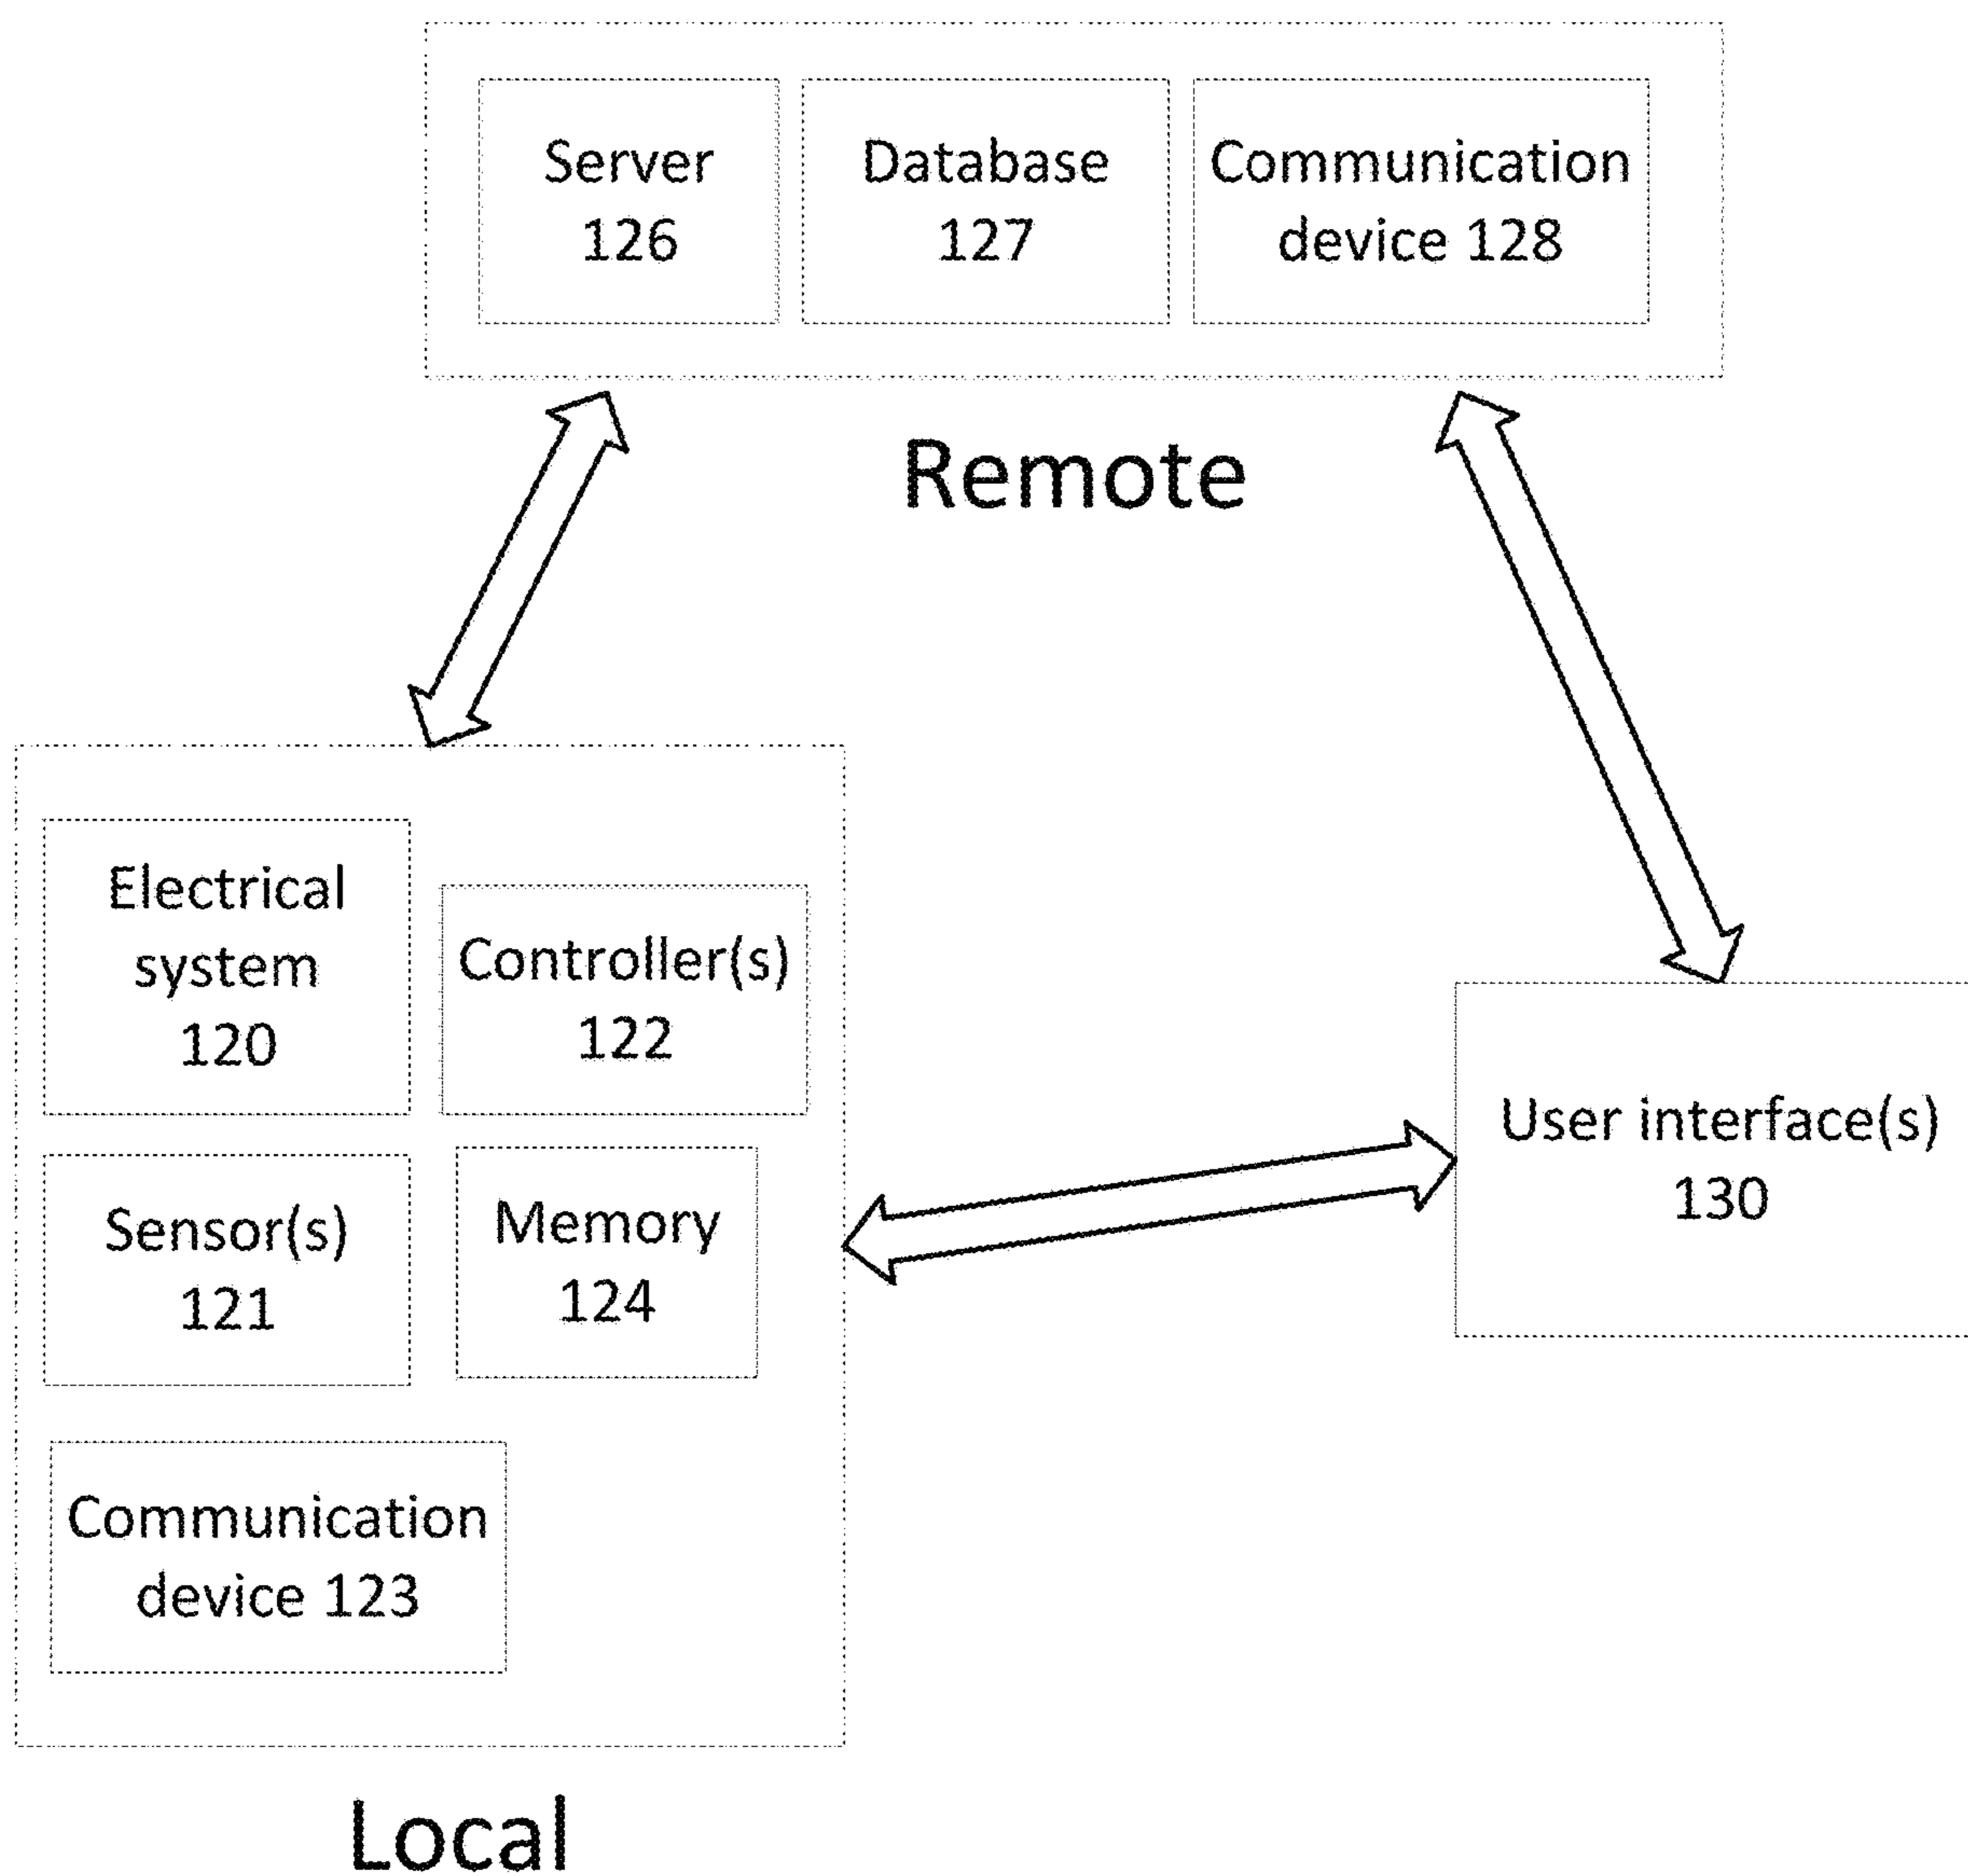 Server
126
Database
127
Communication
device 128
Remote
Electrical
system
120
Controller(s)
122
Sensor(s)
121
Memory
124
Communication
device 123
Local
User interface(s)
130